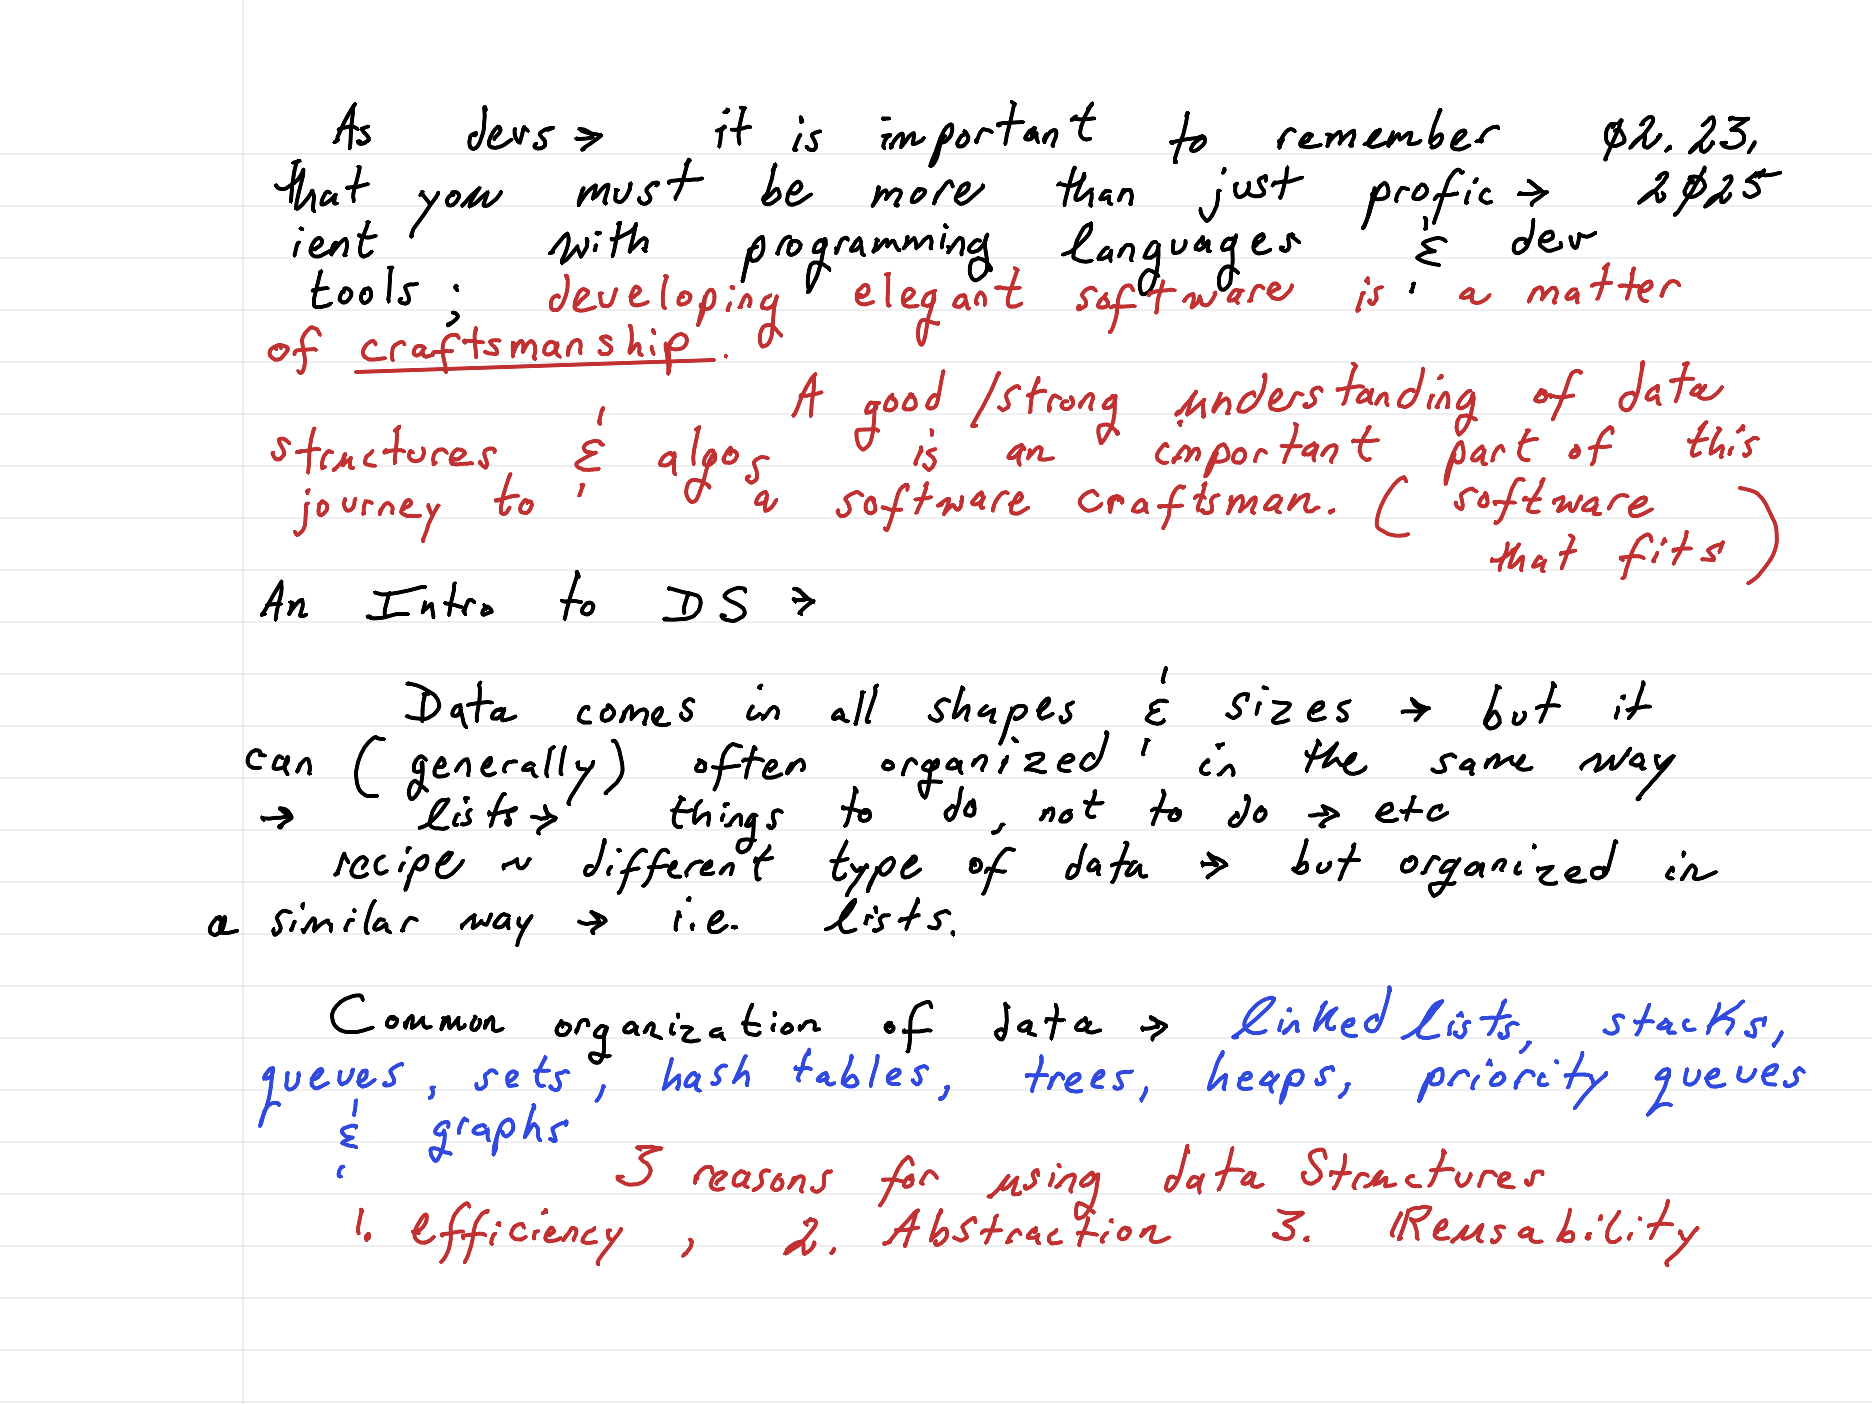 As devs → it is important to remember ø2.23,
that you must be more than just profic → 2ø25
ient with programming languages & dev
tools; developing elegant software is a matter
of craftsmanship.
A good /strong understanding of data
structures & algos is an important part of this
journey to a software craftsman. (software
that fits)
An Intro to DS →
Data comes in all shapes & sizes → but it
can (generally) often organized in the same way
→ lists → things to do, not to do → etc
recipe ~ different type of data → but organized in
a similar way → i.e. lists.
Common organization of data → linked lists, stacks,
queues, sets, hash tables, trees, heaps, priority queues
& graphs
3 reasons for using data Structures
1. efficiency, 2. Abstraction 3. Reusability